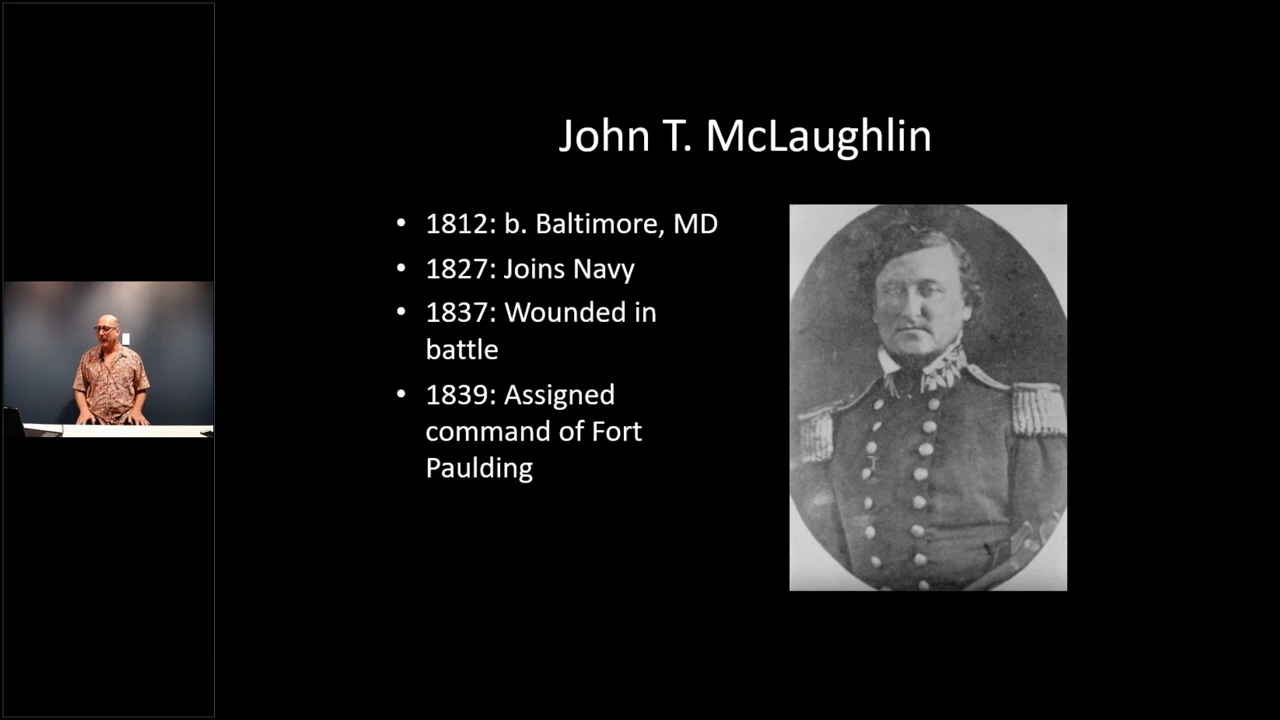 John T. McLaughlin
• 1812: b. Baltimore, MD
• 1827: Joins Navy
• 1837: Wounded in
battle
• 1839: Assigned
command of Fort
Paulding